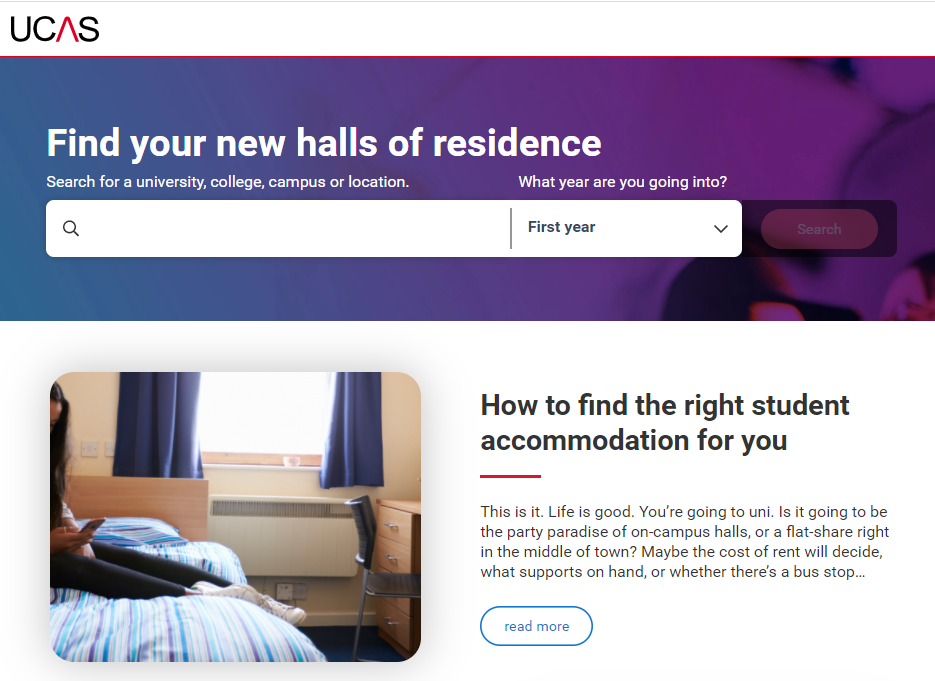 UCAS
Find your new halls of residence
Search for a university, college, campus or location.
What year are you going into?
First year
Search
How to find the right student
accommodation for you
This is it. Life is good. You’re going to uni. Is it going to be
the party paradise of on-campus halls, or a flat-share right
in the middle of town? Maybe the cost of rent will decide,
what supports on hand, or whether there’s a bus stop…
read more